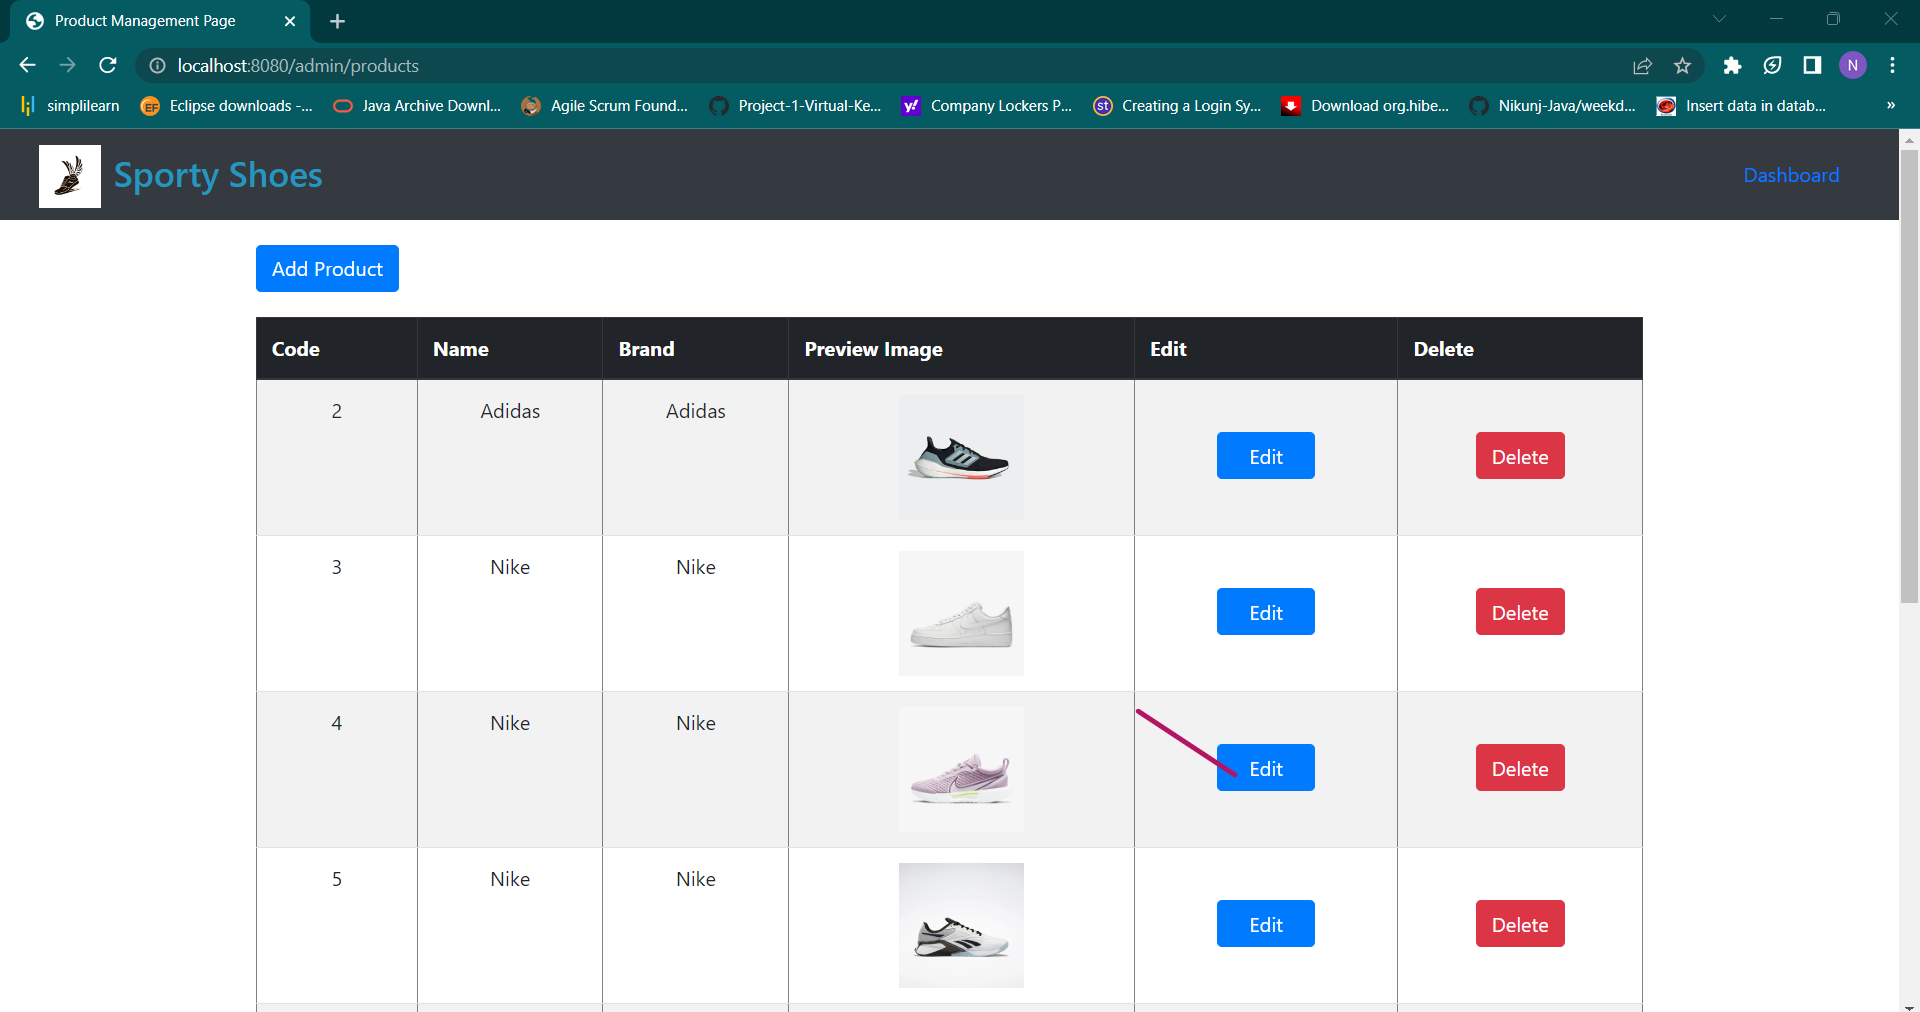 Product Management Page
localhost:8080/admin/products
N
simplilearn
EF
Eclipse downloads -...
Java Archive Downl...
Agile Scrum Found...
Project-1-Virtual-Ke...
y!
Company Lockers P...
st
Creating a Login Sy...
Download org.hibe...
Nikunj-Java/weekd...
Insert data in datab...
»
Sporty Shoes
Dashboard
Add Product
Code Name Brand Preview Image Edit Delete
2 Adidas Adidas Edit Delete
3 Nike Nike Edit Delete
4 Nike Nike Edit Delete
5 Nike Nike Edit Delete